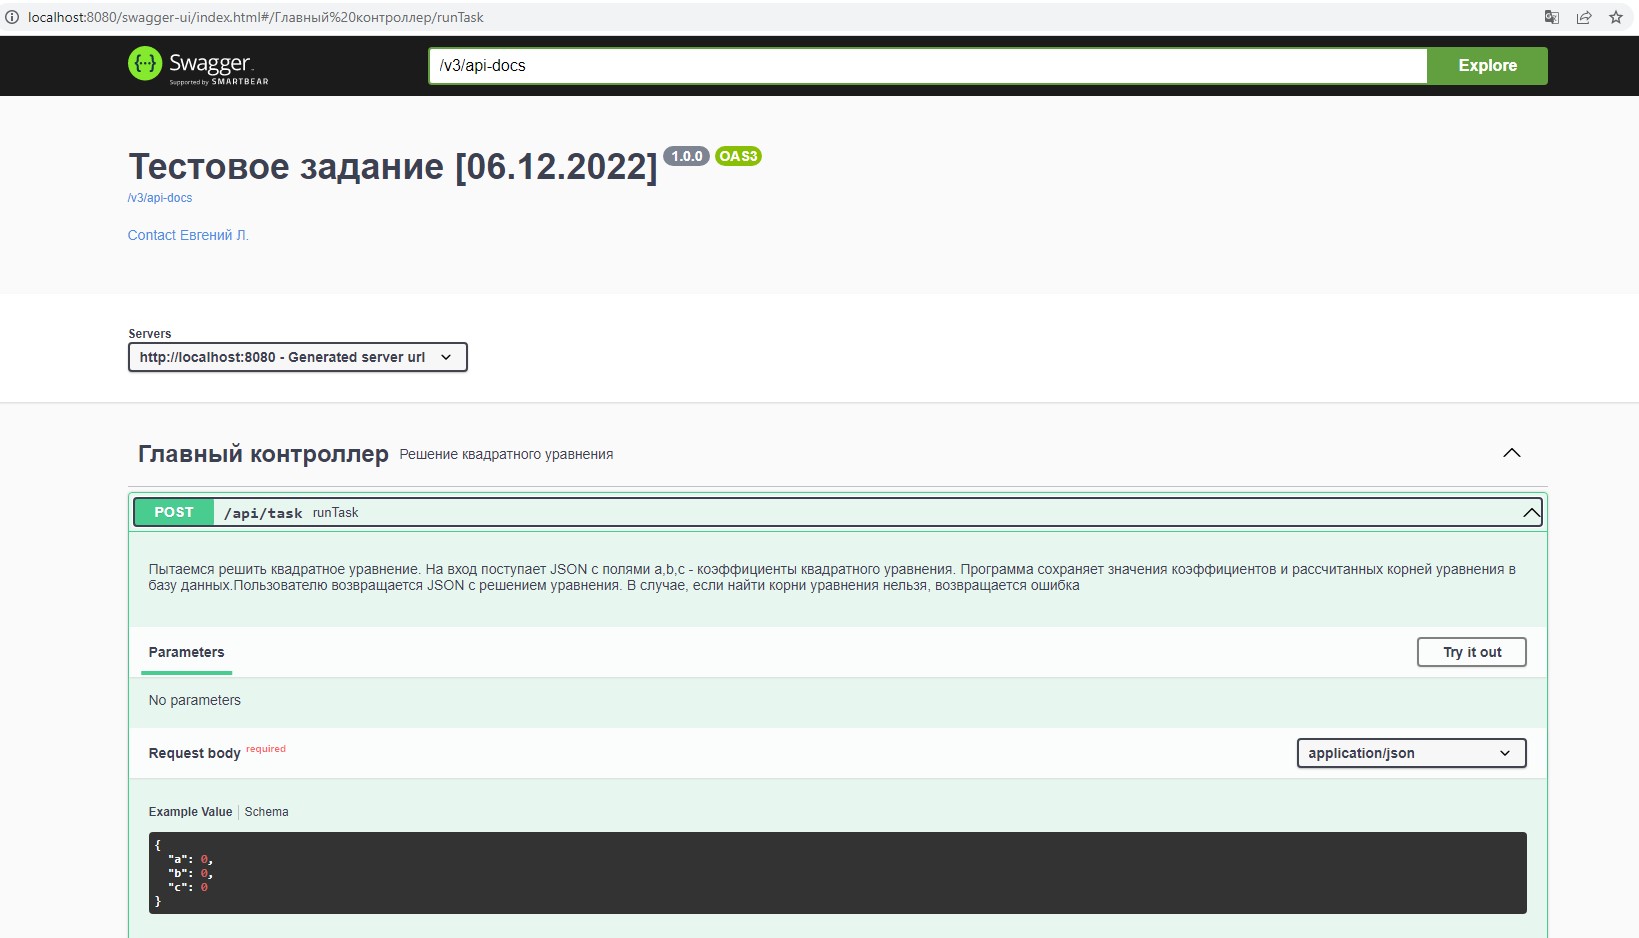 localhost:8080/swagger-ui/index.html#/Главный%20контроллер/runTask
Swagger
Supported by SMARTBEAR
/v3/api-docs
Explore
Тестовое задание [06.12.2022] 1.0.0 OAS3
/v3/api-docs
Contact Евгений Л.
Servers
http://localhost:8080 - Generated server url
Главный контроллер Решение квадратного уравнения
POST /api/task runTask
Пытаемся решить квадратное уравнение. На вход поступает JSON с полями a,b,c - коэффициенты квадратного уравнения. Программа сохраняет значения коэффициентов и рассчитанных корней уравнения в
базу данных.Пользователю возвращается JSON с решением уравнения. В случае, если найти корни уравнения нельзя, возвращается ошибка
Parameters
Try it out
No parameters
Request body required
application/json
Example Value Schema
{
"a": 0,
"b": 0,
"c": 0
}